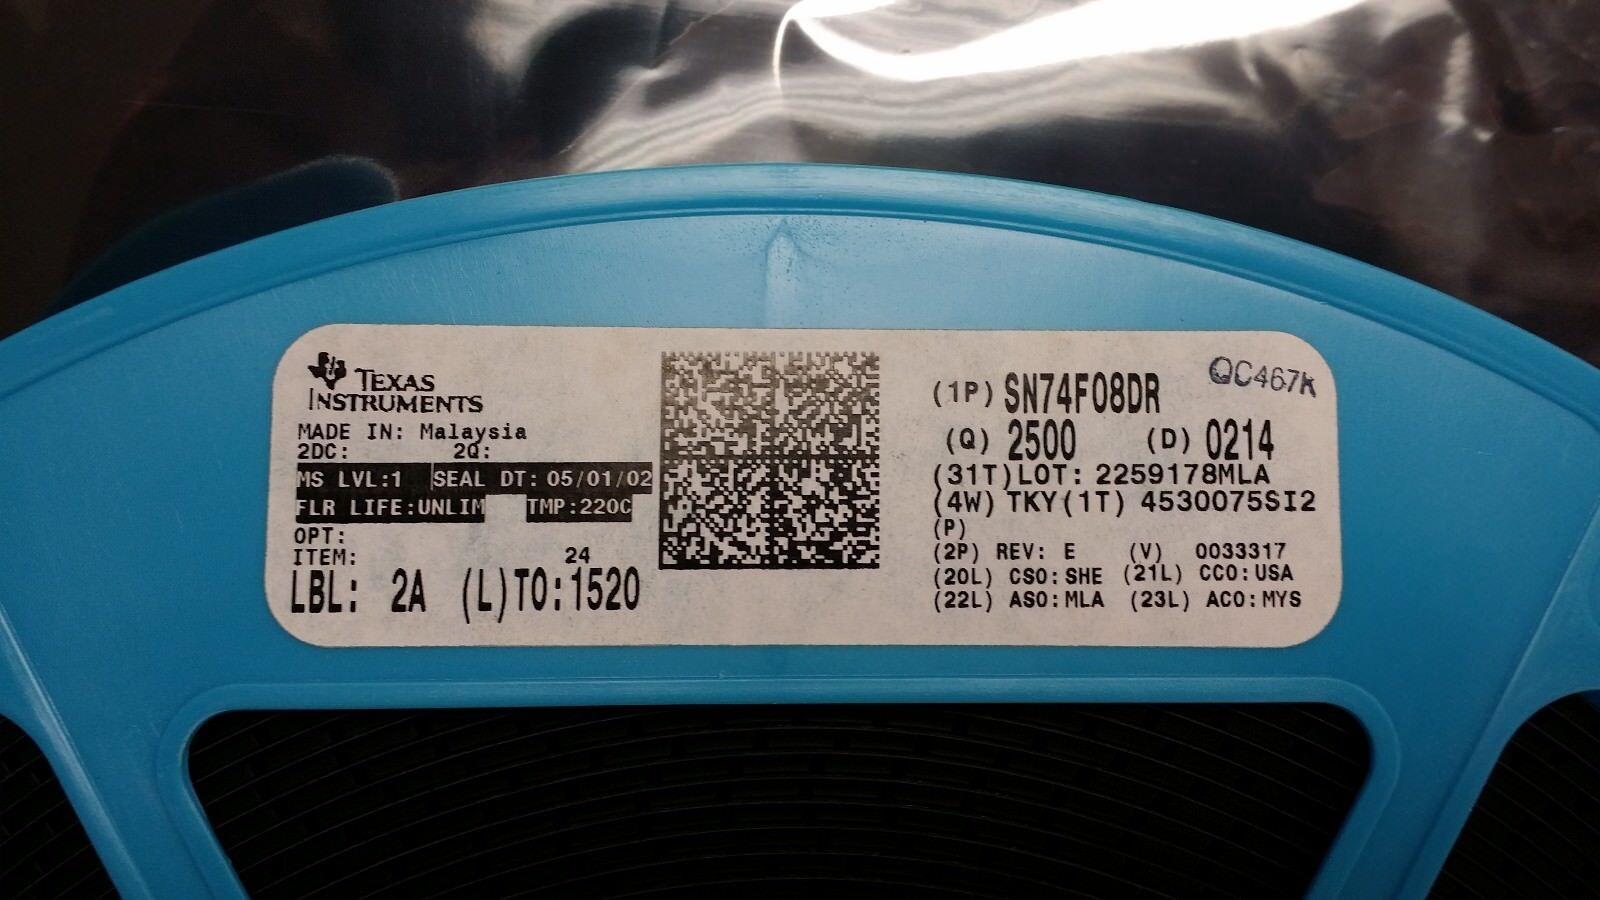 TEXAS
INSTRUMENTS
MADE IN: Malaysia
2DC: 2Q:
MS LVL:1 SEAL DT: 05/01/02
FLR LIFE:UNLIM TMP:220C
OPT:
ITEM: 24
LBL: 2A (L)TO:1520
QC467K
(1P) SN74F08DR
(Q) 2500 (D) 0214
(31T)LOT: 2259178MLA
(4W) TKY(1T) 4530075SI2
(P)
(2P) REV: E (V) 0033317
(20L) CSO:SHE (21L) CCO:USA
(22L) ASO:MLA (23L) ACO:MYS